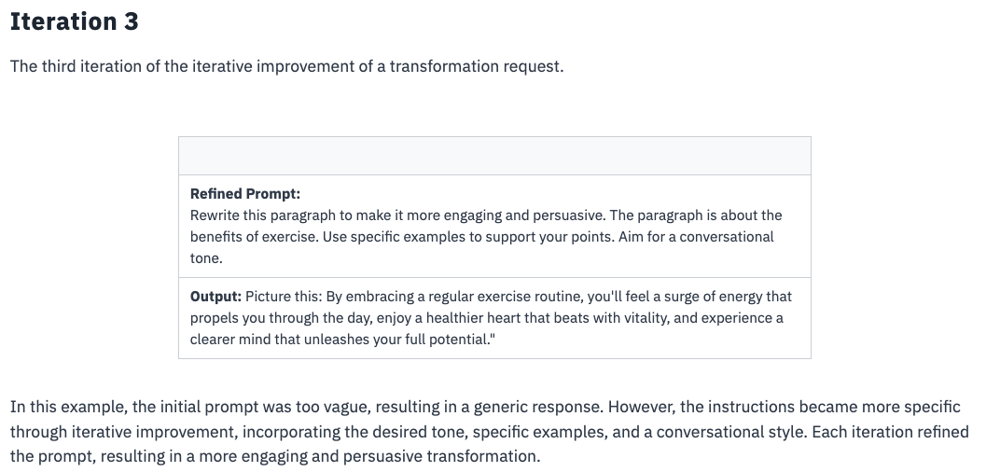 Iteration 3
The third iteration of the iterative improvement of a transformation request.
Refined Prompt:
Rewrite this paragraph to make it more engaging and persuasive. The paragraph is about the
benefits of exercise. Use specific examples to support your points. Aim for a conversational
tone.
Output: Picture this: By embracing a regular exercise routine, you'll feel a surge of energy that
propels you through the day, enjoy a healthier heart that beats with vitality, and experience a
clearer mind that unleashes your full potential."
In this example, the initial prompt was too vague, resulting in a generic response. However, the instructions became more specific
through iterative improvement, incorporating the desired tone, specific examples, and a conversational style. Each iteration refined
the prompt, resulting in a more engaging and persuasive transformation.